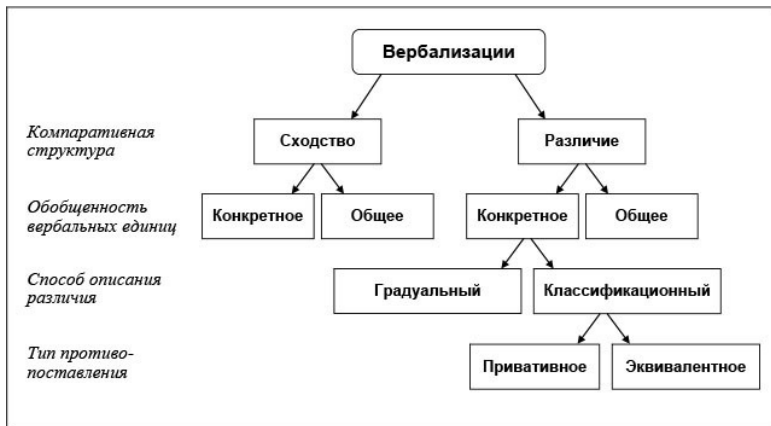 Вербализации
Компаративная
структура
Сходство
Различие
Обобщенность
вербальных единиц
Конкретное
Общее
Конкретное
Общее
Способ описания
различия
Градуальный
Классификационный
Тип противо-
поставления
Привативное
Эквивалентное